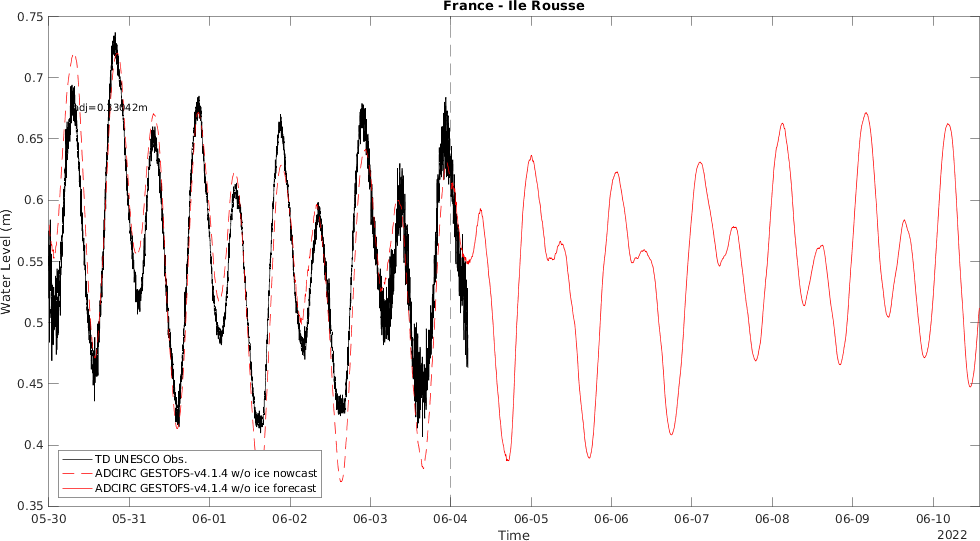 France - Ile Rousse
0.75
0.7
0.65
0.6
0.55
0.5
0.45
0.4
0.35
Water Level (m)
adj=0.33042m
TD UNESCO Obs.
ADCIRC GESTOFS-v4.1.4 w/o ice nowcast
ADCIRC GESTOFS-v4.1.4 w/o ice forecast
05-30 05-31 06-01 06-02 06-03 06-04 06-05 06-06 06-07 06-08 06-09 06-10
Time
2022